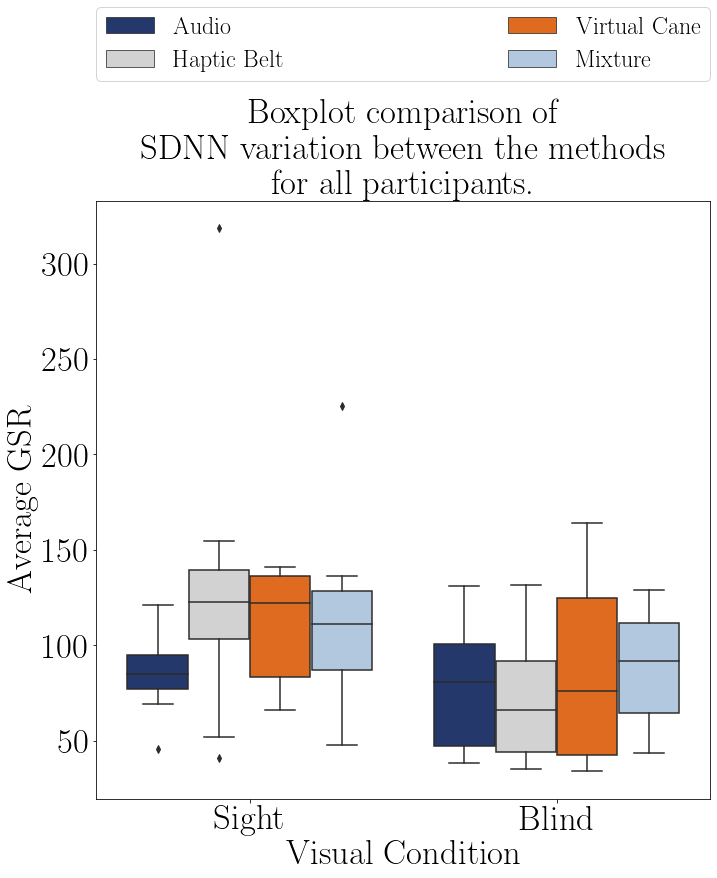 Audio
Haptic Belt
Virtual Cane
Mixture
Boxplot comparison of
SDNN variation between the methods
for all participants.
300
250
200
150
100
50
Average GSR
Sight
Blind
Visual Condition